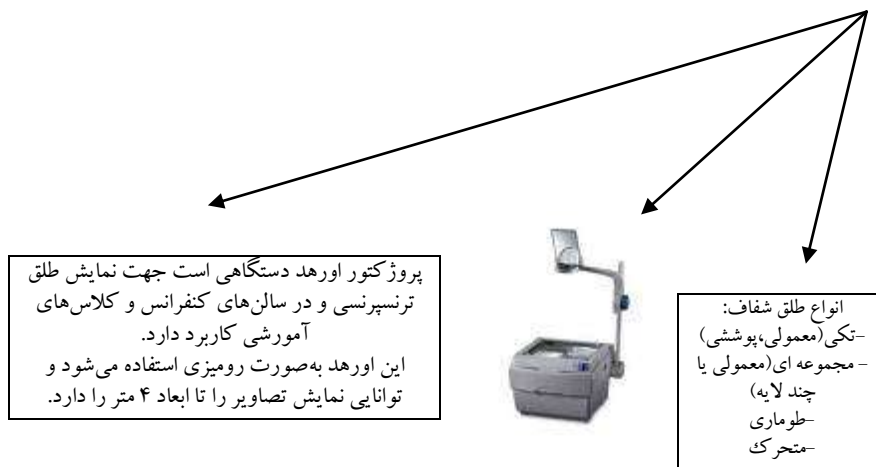 پروژکتور اورهد دستگاهی است جهت نمایش طلق
ترنسپرنسی و در سالن‌های کنفرانس و کلاس‌های
آمورشی کاربرد دارد.
این اورهد به‌صورت رومیزی استفاده می‌شود و
توانایی نمایش تصاویر را تا ابعاد ۴ متر را دارد.
انواع طلق شفاف:
-تکی(معمولی،پوششی)
- مجموعه ای(معمولی یا
چند لایه)
-طوماری
-متحرک